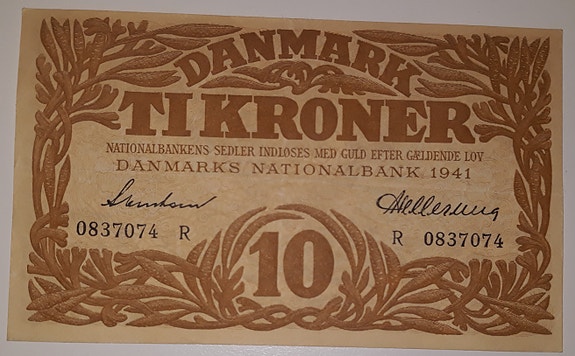 DANMARK
TI KRONER
NATIONALBANKENS SEDLER INDLØSES MED GULD EFTER GÆLDENDE LOV
DANMARKS NATIONALBANK 1941
0837074 R
R 0837074
10